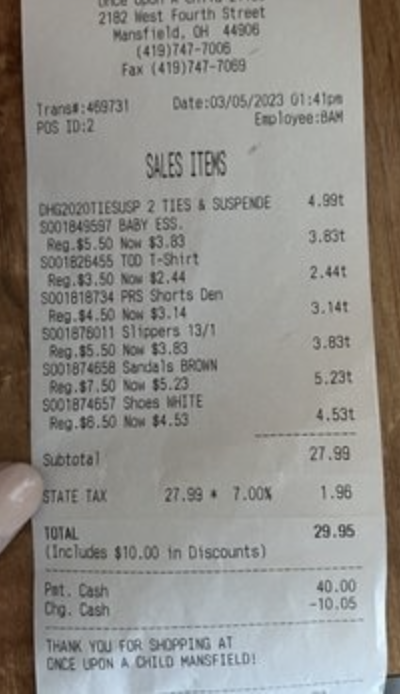 2182 West Fourth Street
Mansfield, OH 44906
(419)747-7006
Fax (419)747-7069
Trans#:469731 Date:03/05/2023 01:41pm
POS ID:2 Employee:BAM
SALES ITEMS
DHG2020TIESUSP 2 TIES & SUSPENDE 4.99t
S001849597 BABY ESS.
Reg.$5.50 Now $3.83 3.83t
S001826455 TOD T-Shirt
Reg.$3.50 Now $2.44 2.44t
S001818734 PRS Shorts Den
Reg.$4.50 Now $3.14 3.14t
S001876011 Slippers 13/1
Reg.$5.50 Now $3.83 3.83t
S001874658 Sandals BROWN
Reg.$7.50 Now $5.23 5.23t
S001874657 Shoes WHITE
Reg.$6.50 Now $4.53 4.53t
Subtotal 27.99
STATE TAX 27.99 * 7.00% 1.96
TOTAL 29.95
(Includes $10.00 in Discounts)
Pmt. Cash 40.00
Chg. Cash -10.05
THANK YOU FOR SHOPPING AT
ONCE UPON A CHILD MANSFIELD!